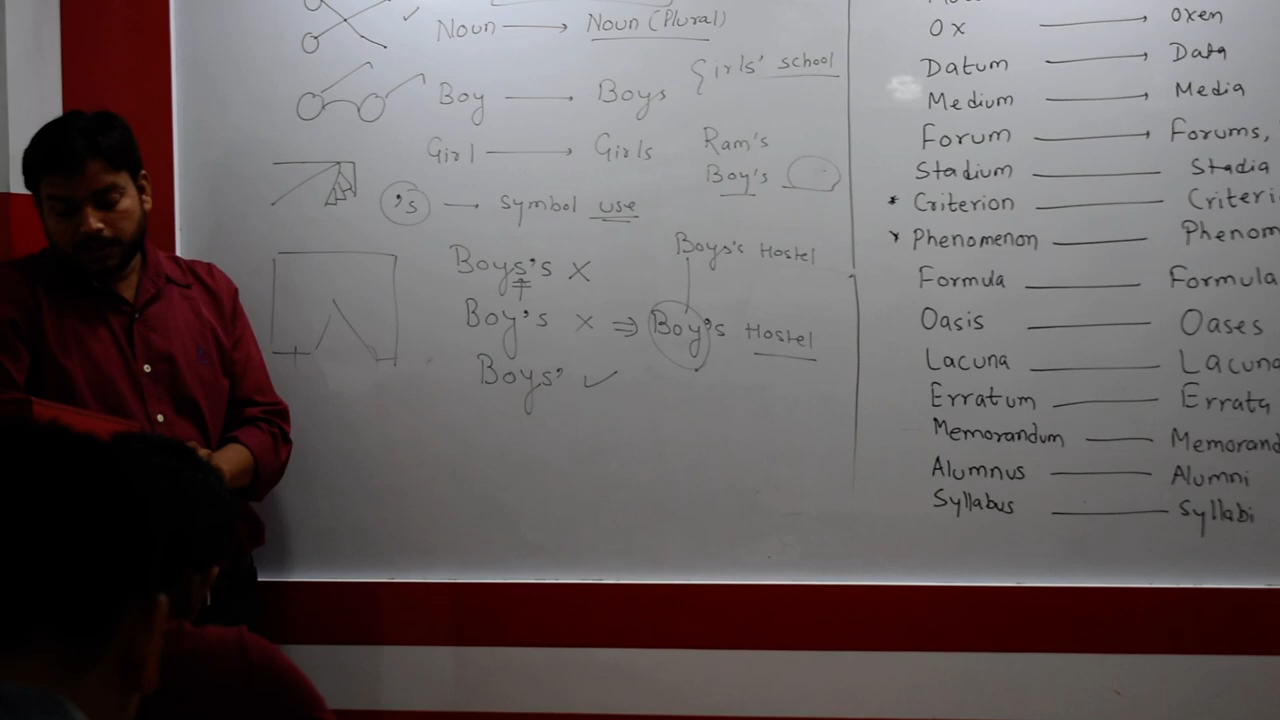 Noun → Noun (Plural)
Girls' school
Boy → Boys
Girl → Girls
Ram's
Boy's
's → Symbol use
Boys's Hostel
Boys's X
Boy's X ⇒ Boy's Hostel
Boys' ✓
Ox → Oxen
Datum → Data
Medium → Media
Forum → Forums,
Stadium — Stadia
* Criterion — Criteri
* Phenomenon — Phenom
Formula — Formula
Oasis — Oases
Lacuna — Lacuna
Erratum — Errata
Memorandum — Memorand
Alumnus — Alumni
Syllabus — Syllabi